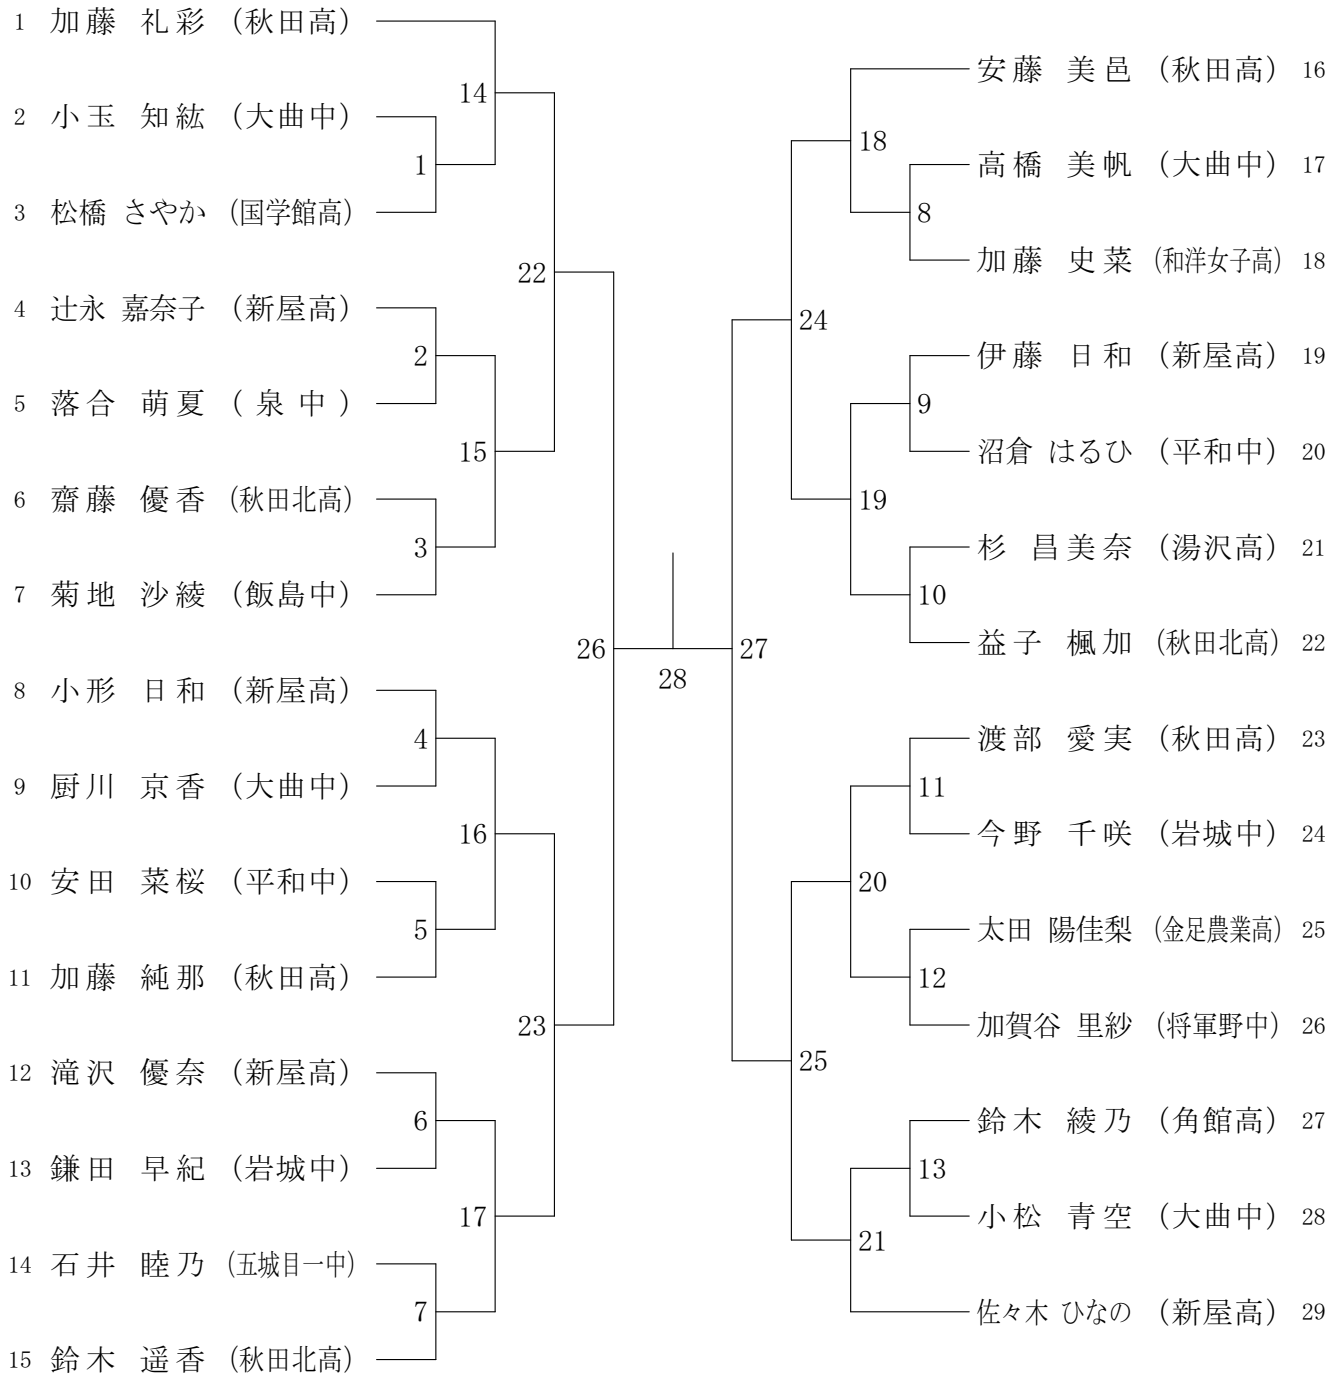 1 加藤 礼彩 (秋田高)
2 小玉 知紘 (大曲中)
3 松橋 さやか (国学館高)
4 辻永 嘉奈子 (新屋高)
5 落合 萌夏 (泉中)
6 齋藤 優香 (秋田北高)
7 菊地 沙綾 (飯島中)
8 小形 日和 (新屋高)
9 厨川 京香 (大曲中)
10 安田 菜桜 (平和中)
11 加藤 純那 (秋田高)
12 滝沢 優奈 (新屋高)
13 鎌田 早紀 (岩城中)
14 石井 睦乃 (五城目一中)
15 鈴木 遥香 (秋田北高)
1
2
3
4
5
6
7
14
15
16
17
22
23
26
28
27
24
25
18
19
20
21
8
9
10
11
12
13
安藤 美邑 (秋田高) 16
高橋 美帆 (大曲中) 17
加藤 史菜 (和洋女子高) 18
伊藤 日和 (新屋高) 19
沼倉 はるひ (平和中) 20
杉 昌美奈 (湯沢高) 21
益子 楓加 (秋田北高) 22
渡部 愛実 (秋田高) 23
今野 千咲 (岩城中) 24
太田 陽佳梨 (金足農業高) 25
加賀谷 里紗 (将軍野中) 26
鈴木 綾乃 (角館高) 27
小松 青空 (大曲中) 28
佐々木 ひなの (新屋高) 29